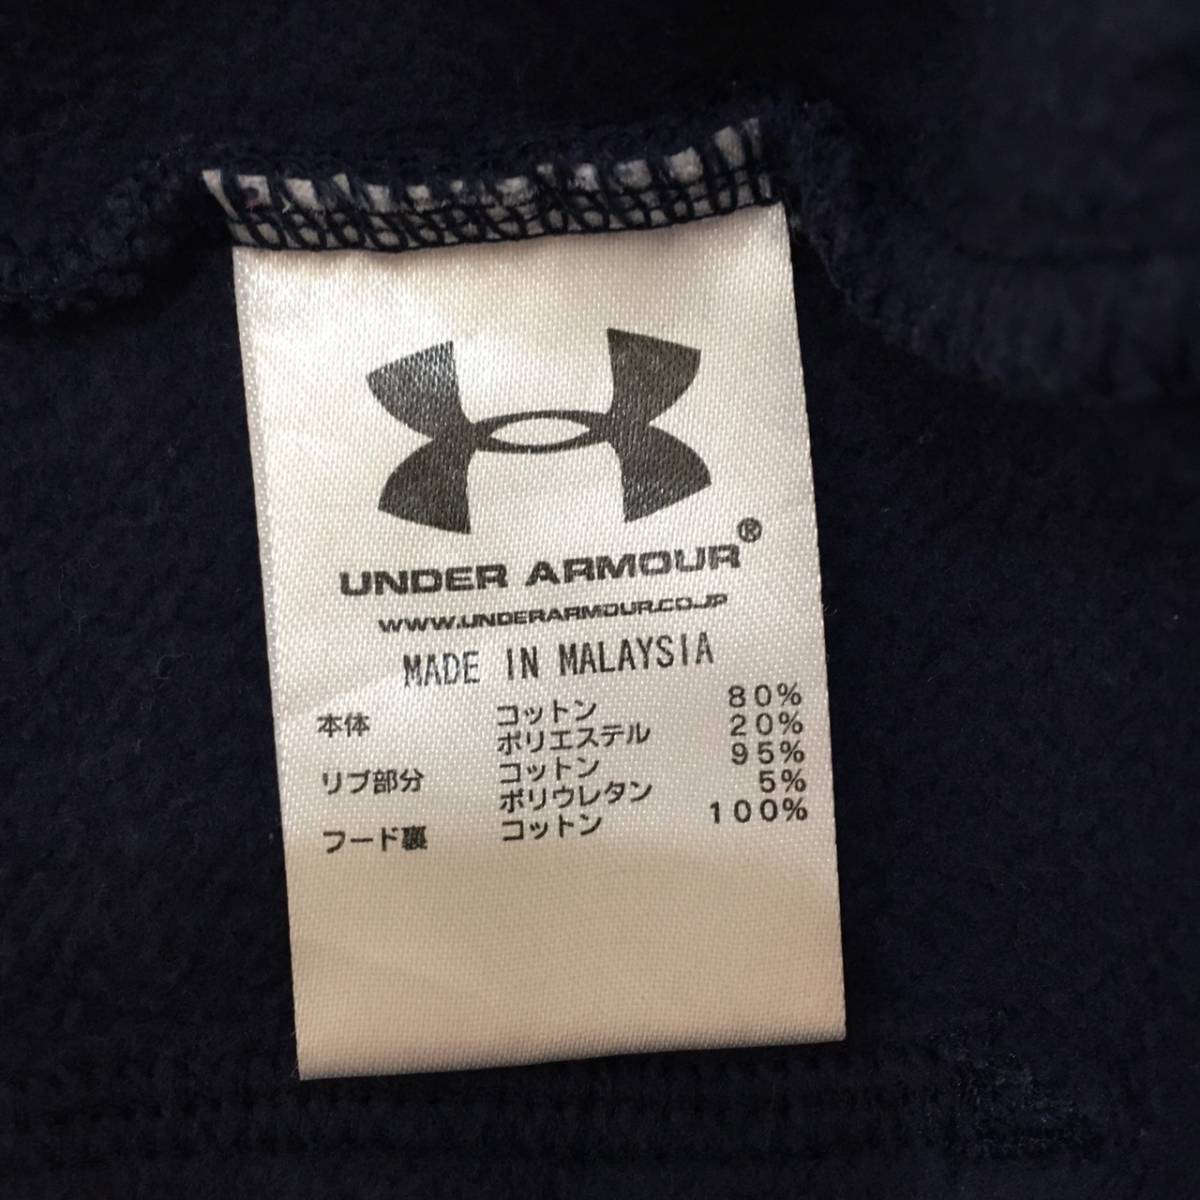 UNDER ARMOUR®
WWW.UNDERARMOUR.CO.JP
MADE IN MALAYSIA
本体 コットン 80%
ポリエステル 20%
リブ部分 コットン 95%
ポリウレタン 5%
フード裏 コットン 100%